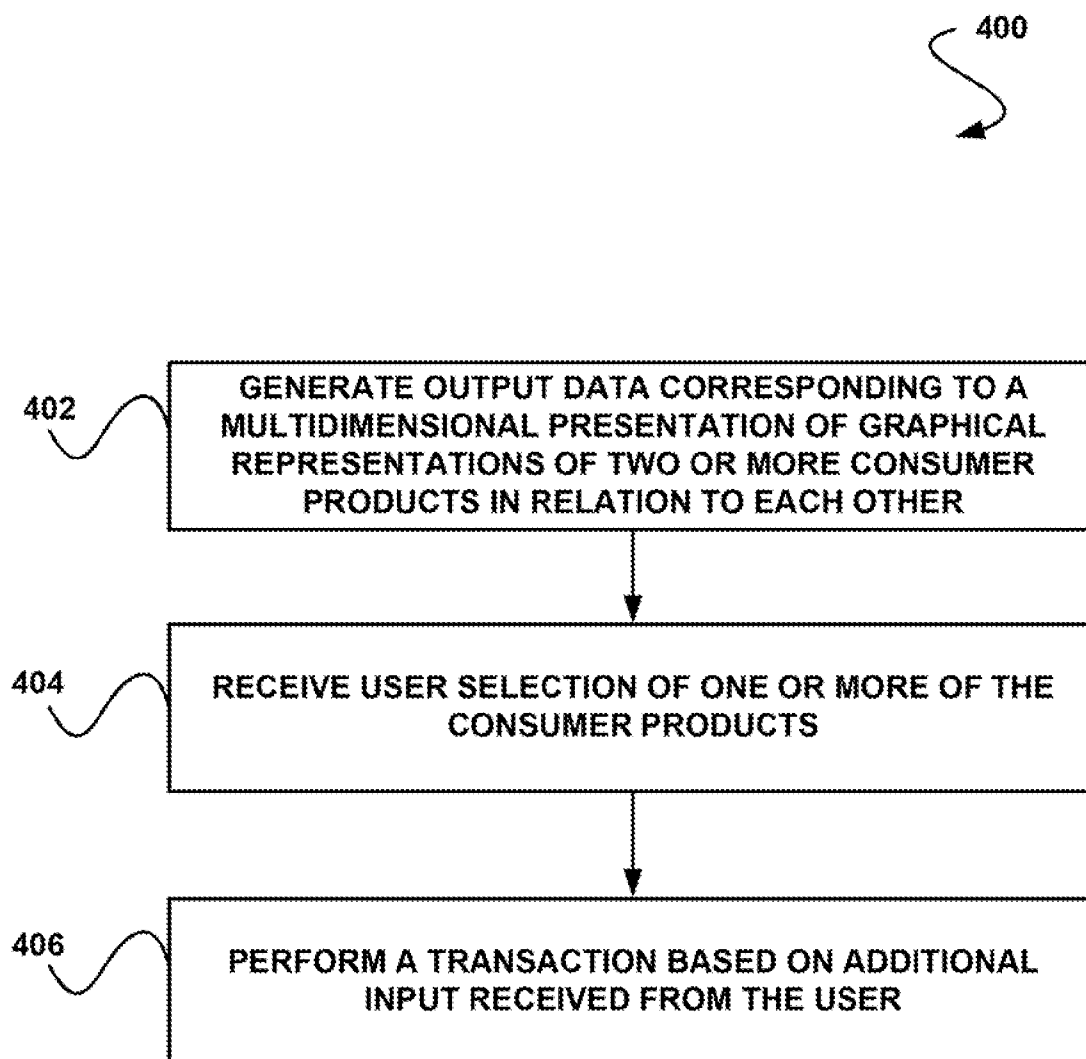 400
402
GENERATE OUTPUT DATA CORRESPONDING TO A
MULTIDIMENSIONAL PRESENTATION OF GRAPHICAL
REPRESENTATIONS OF TWO OR MORE CONSUMER
PRODUCTS IN RELATION TO EACH OTHER
404
RECEIVE USER SELECTION OF ONE OR MORE OF THE
CONSUMER PRODUCTS
406
PERFORM A TRANSACTION BASED ON ADDITIONAL
INPUT RECEIVED FROM THE USER